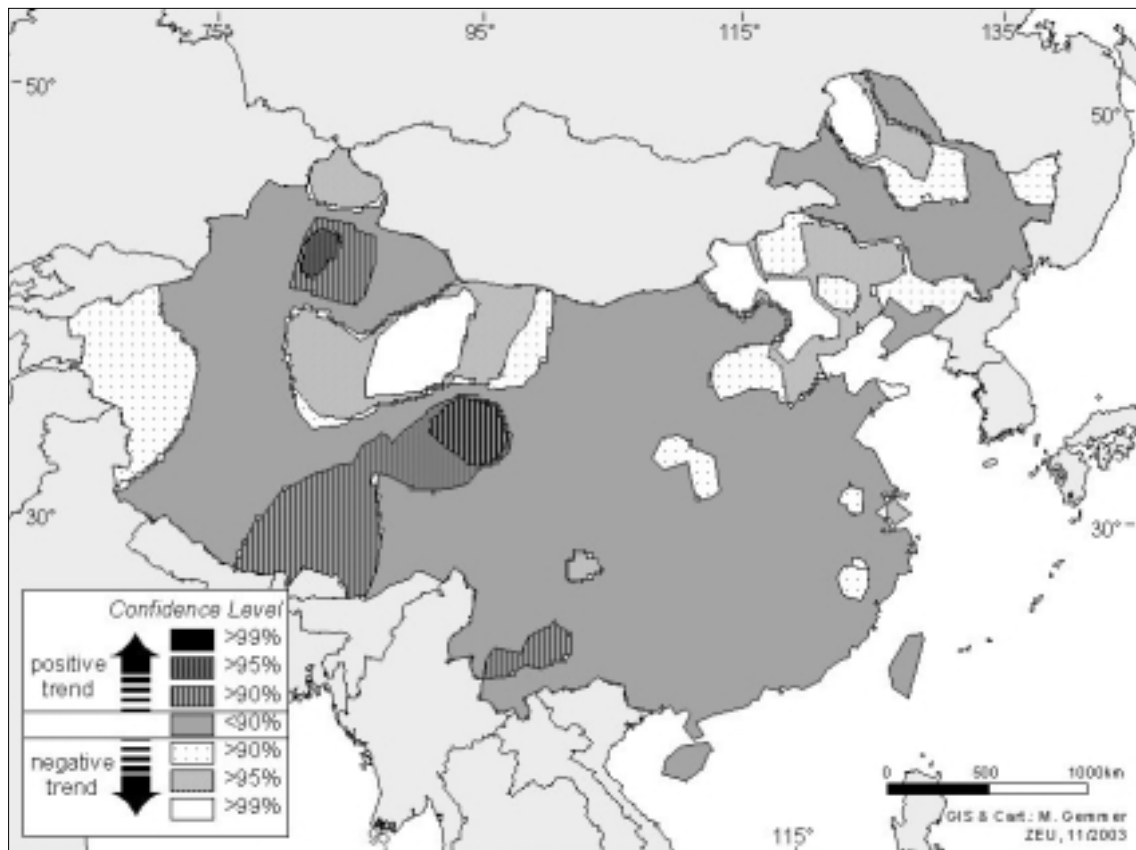 75° 95° 115° 135°
50° 50°
30° 30°
Confidence Level
>99%
positive trend >95%
>90%
<90%
negative trend >90%
>95%
>99%
0 500 1000km
GIS & Cart.: M. Gemmer
ZEU, 11/2003
115°